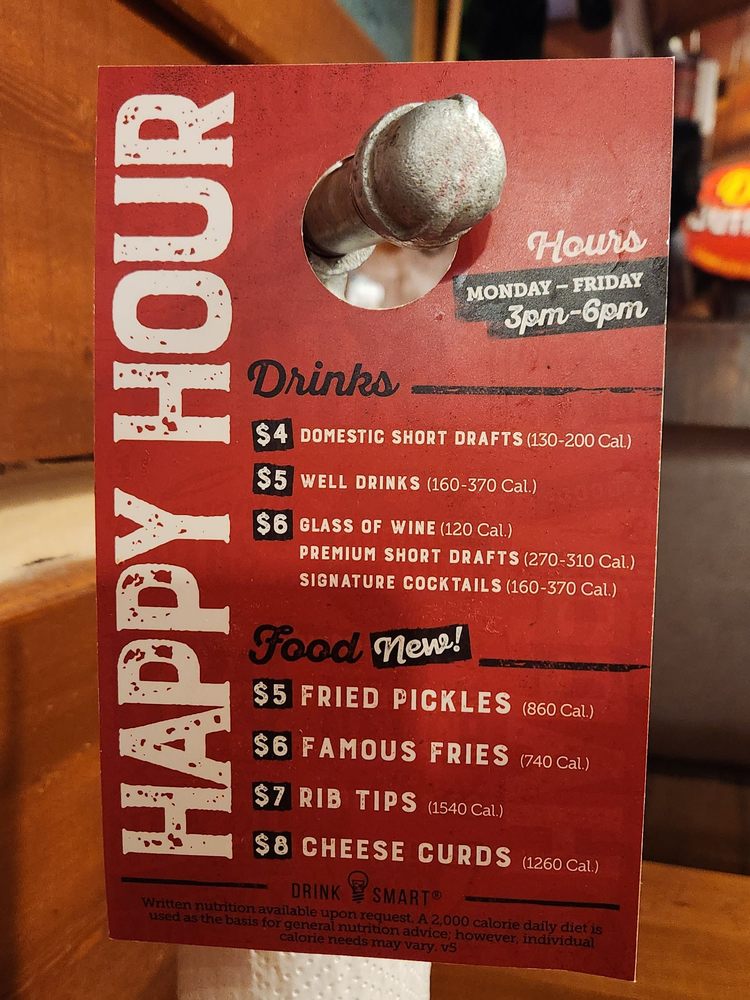 HAPPY HOUR
Hours
MONDAY – FRIDAY
3pm-6pm
Drinks
$4 DOMESTIC SHORT DRAFTS (130-200 Cal.)
$5 WELL DRINKS (160-370 Cal.)
$6 GLASS OF WINE (120 Cal.)
PREMIUM SHORT DRAFTS (270-310 Cal.)
SIGNATURE COCKTAILS (160-370 Cal.)
Food New!
$5 FRIED PICKLES (860 Cal.)
$6 FAMOUS FRIES (740 Cal.)
$7 RIB TIPS (1540 Cal.)
$8 CHEESE CURDS (1260 Cal.)
DRINK SMART®
Written nutrition available upon request. A 2,000 calorie daily diet is
used as the basis for general nutrition advice; however, individual
calorie needs may vary. v5